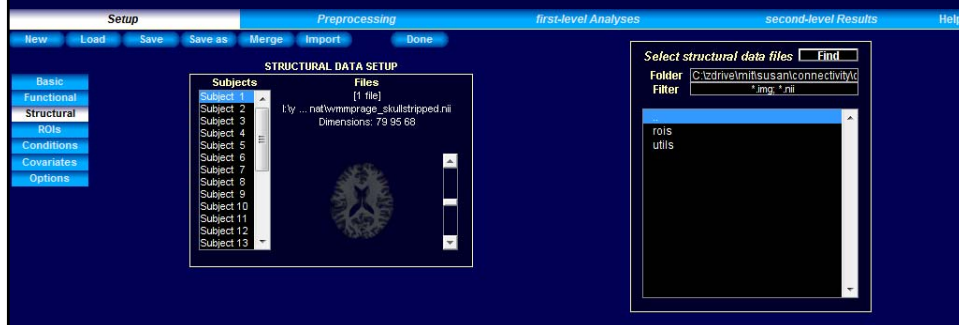 Setup
Preprocessing
first-level Analyses
second-level Results
Help
New
Load
Save
Save as
Merge
Import
Done
Basic
Functional
Structural
ROIs
Conditions
Covariates
Options
STRUCTURAL DATA SETUP
Subjects
Subject 1
Subject 2
Subject 3
Subject 4
Subject 5
Subject 6
Subject 7
Subject 8
Subject 9
Subject 10
Subject 11
Subject 12
Subject 13
Files
[1 file]
I:\y ... nat\wmmprage_skullstripped.nii
Dimensions: 79 95 68
Select structural data files
Find
Folder
C:\zdrive\mit\susan\connectivity\c
Filter
*.img; *.nii
..
rois
utils